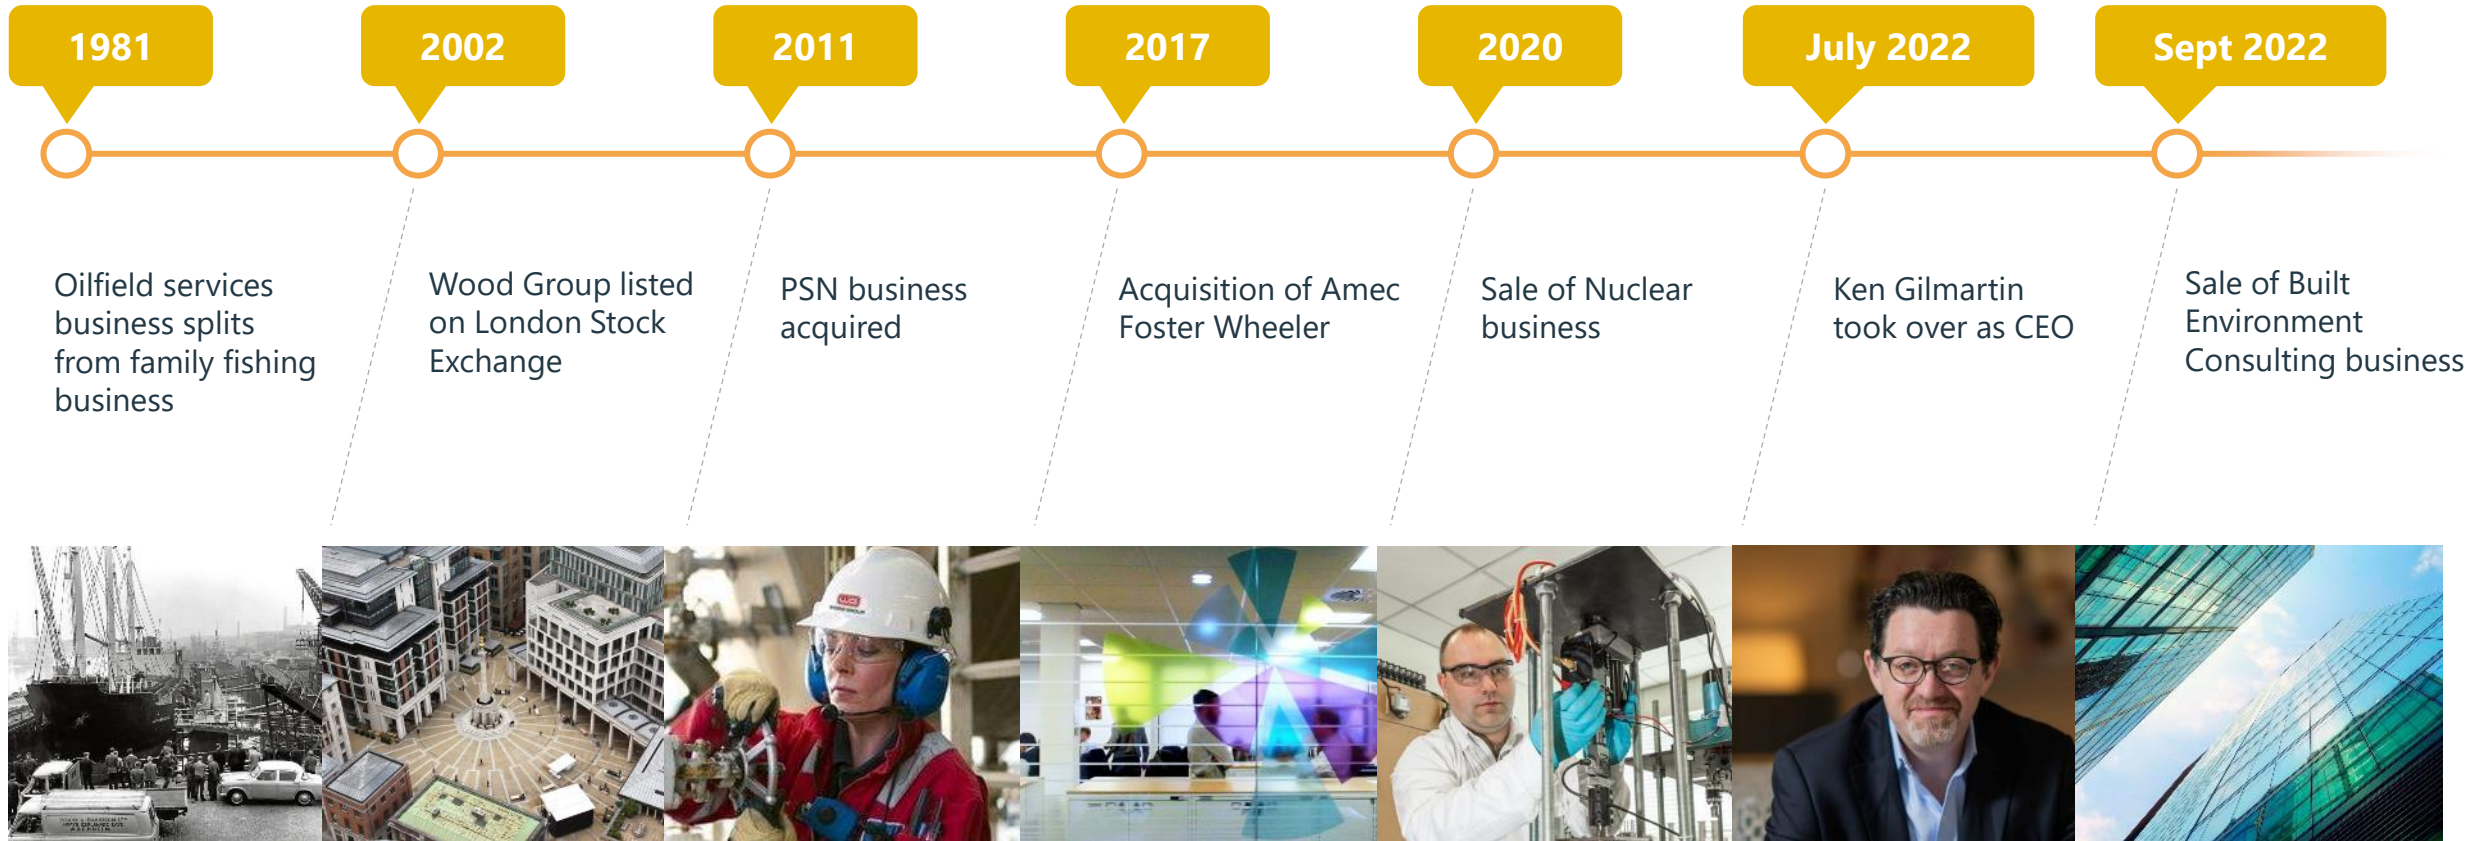 1981
2002
2011
2017
2020
July 2022
Sept 2022
Oilfield services
business splits
from family fishing
business
Wood Group listed
on London Stock
Exchange
PSN business
acquired
Acquisition of Amec
Foster Wheeler
Sale of Nuclear
business
Ken Gilmartin
took over as CEO
Sale of Built
Environment
Consulting business
WOOD GROUP